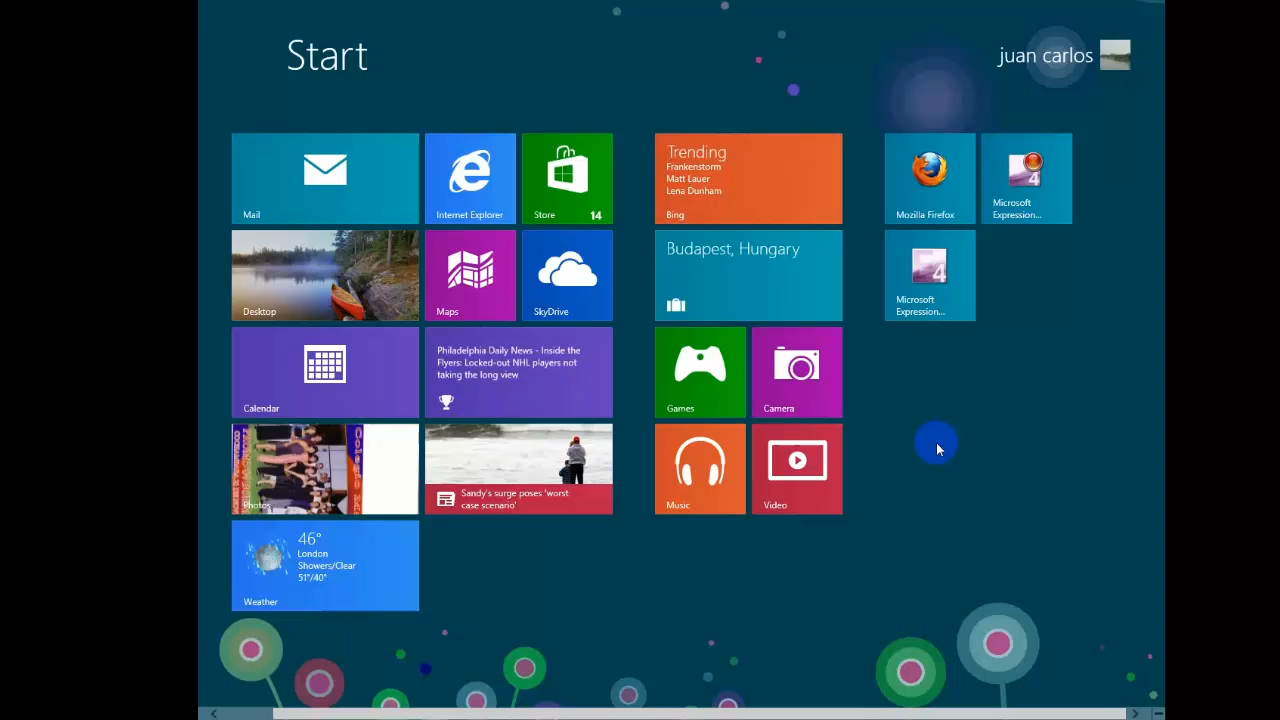 Start
juan carlos
Mail
Internet Explorer
Store 14
Desktop
Maps
SkyDrive
Calendar
Philadelphia Daily News - Inside the
Flyers: Locked-out NHL players not
taking the long view
Photos
Sandy's surge poses 'worst
case scenario'
46°
London
Showers/Clear
51°/40°
Weather
Trending
Frankenstorm
Matt Lauer
Lena Dunham
Bing
Budapest, Hungary
Games
Camera
Music
Video
Mozilla Firefox
4
Microsoft
Expression...
4
Microsoft
Expression...